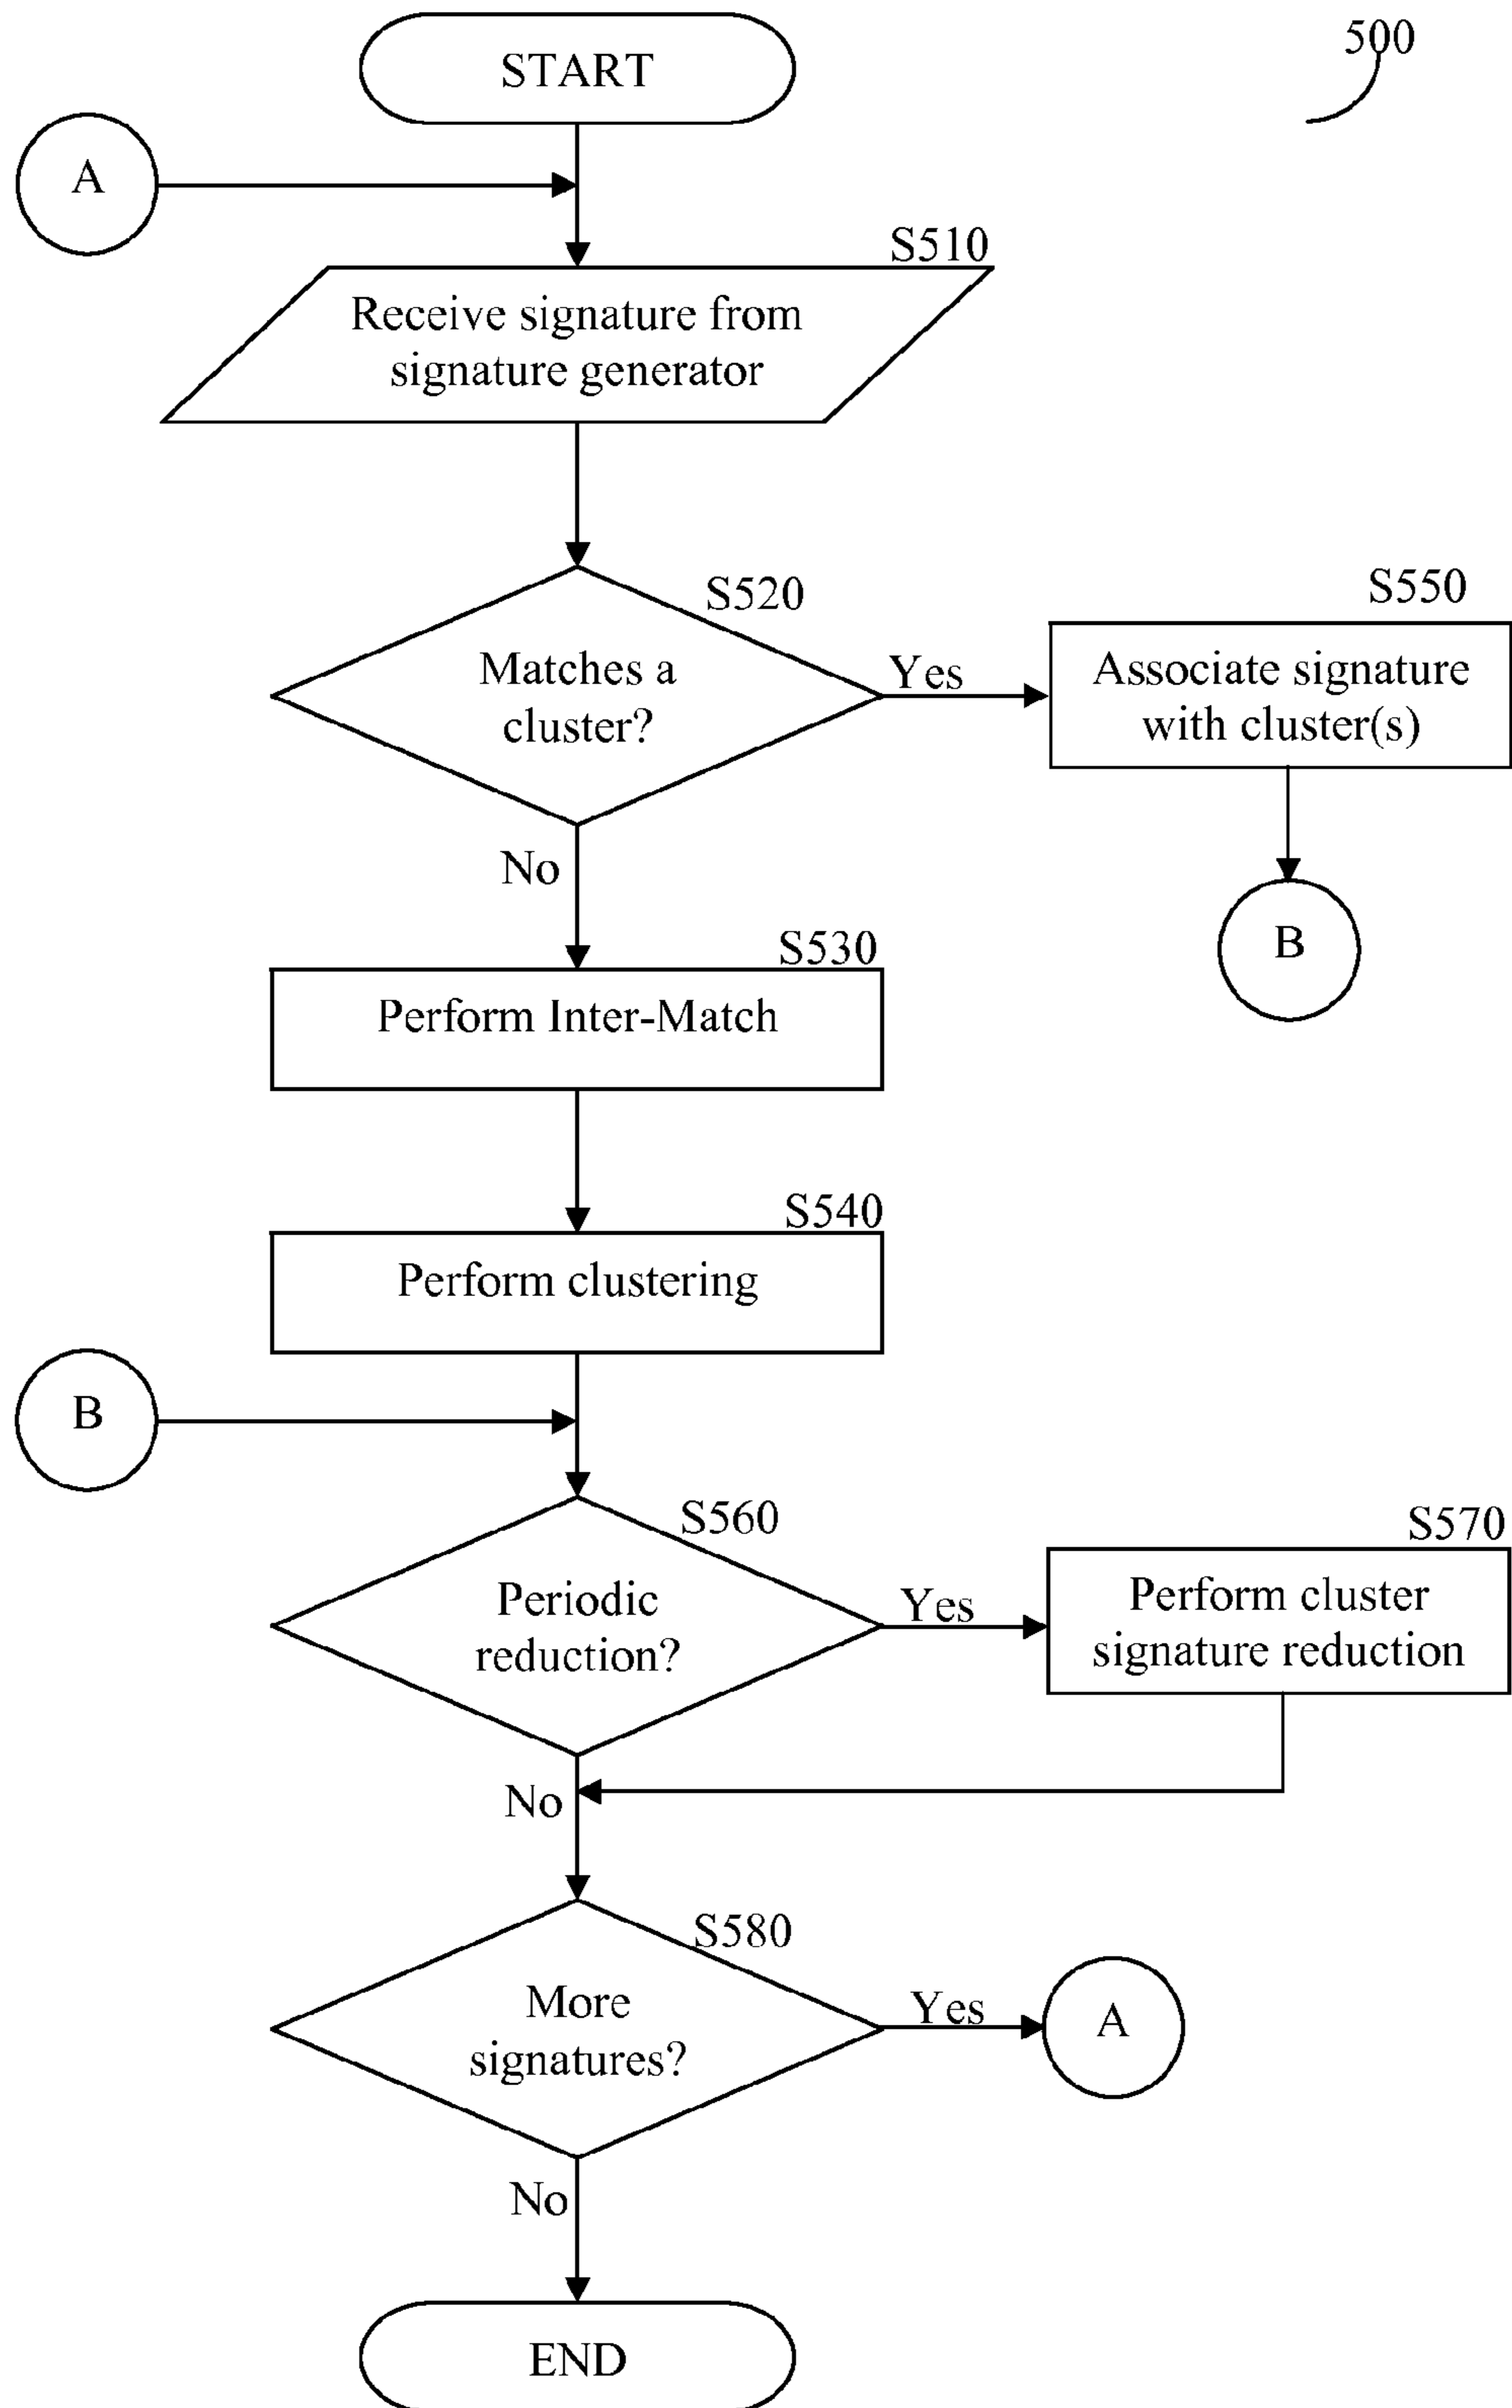 START
500
A
S510
Receive signature from
signature generator
S520
Matches a
cluster?
Yes
S550
Associate signature
with cluster(s)
No
B
S530
Perform Inter-Match
S540
Perform clustering
B
S560
Periodic
reduction?
Yes
S570
Perform cluster
signature reduction
No
S580
More
signatures?
Yes
A
No
END